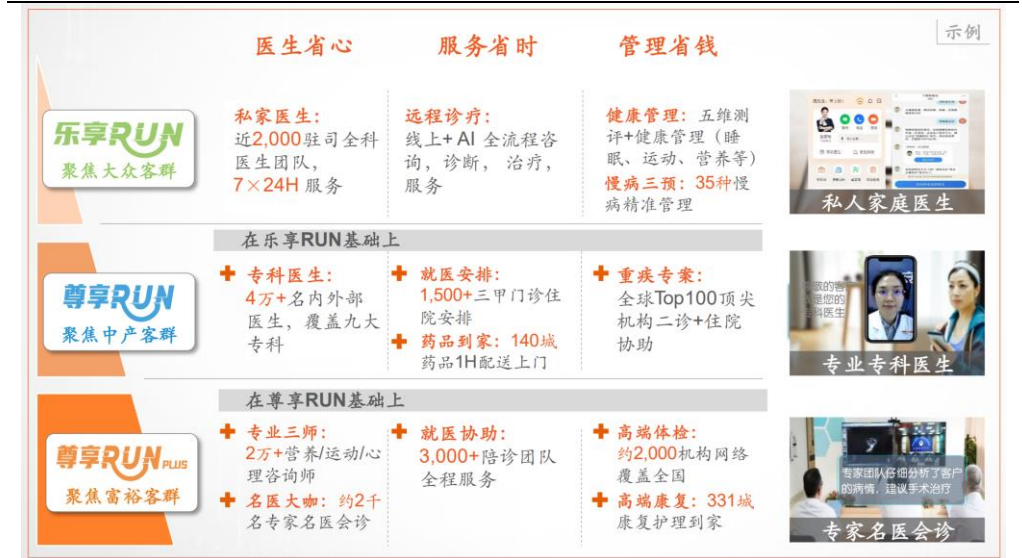 示例
医生省心 服务省时 管理省钱
乐享RUN
聚焦大众客群
私家医生：
近2,000驻司全科
医生团队，
7×24H 服务
远程诊疗：
线上+ AI 全流程咨
询，诊断，治疗，
服务
健康管理：五维测
评+健康管理（睡
眠、运动、营养等）
慢病三预：35种慢
病精准管理
私人家庭医生
在乐享RUN基础上
尊享RUN
聚焦中产客群
专科医生：
4万+名内外部
医生，覆盖九大
专科
就医安排：
1,500+三甲门诊住
院安排
药品到家：140城
药品1H配送上门
重疾专案：
全球Top100顶尖
机构二诊+住院
协助
专业专科医生
在尊享RUN基础上
尊享RUN PLUS
聚焦富裕客群
专业三师：
2万+营养/运动/心
理咨询师
名医大咖：约2千
名专家名医会诊
就医协助：
3,000+陪诊团队
全程服务
高端体检：
约2,000机构网络
覆盖全国
高端康复：331城
康复护理到家
专家团队仔细分析了客户
的病情，建议手术治疗
专家名医会诊